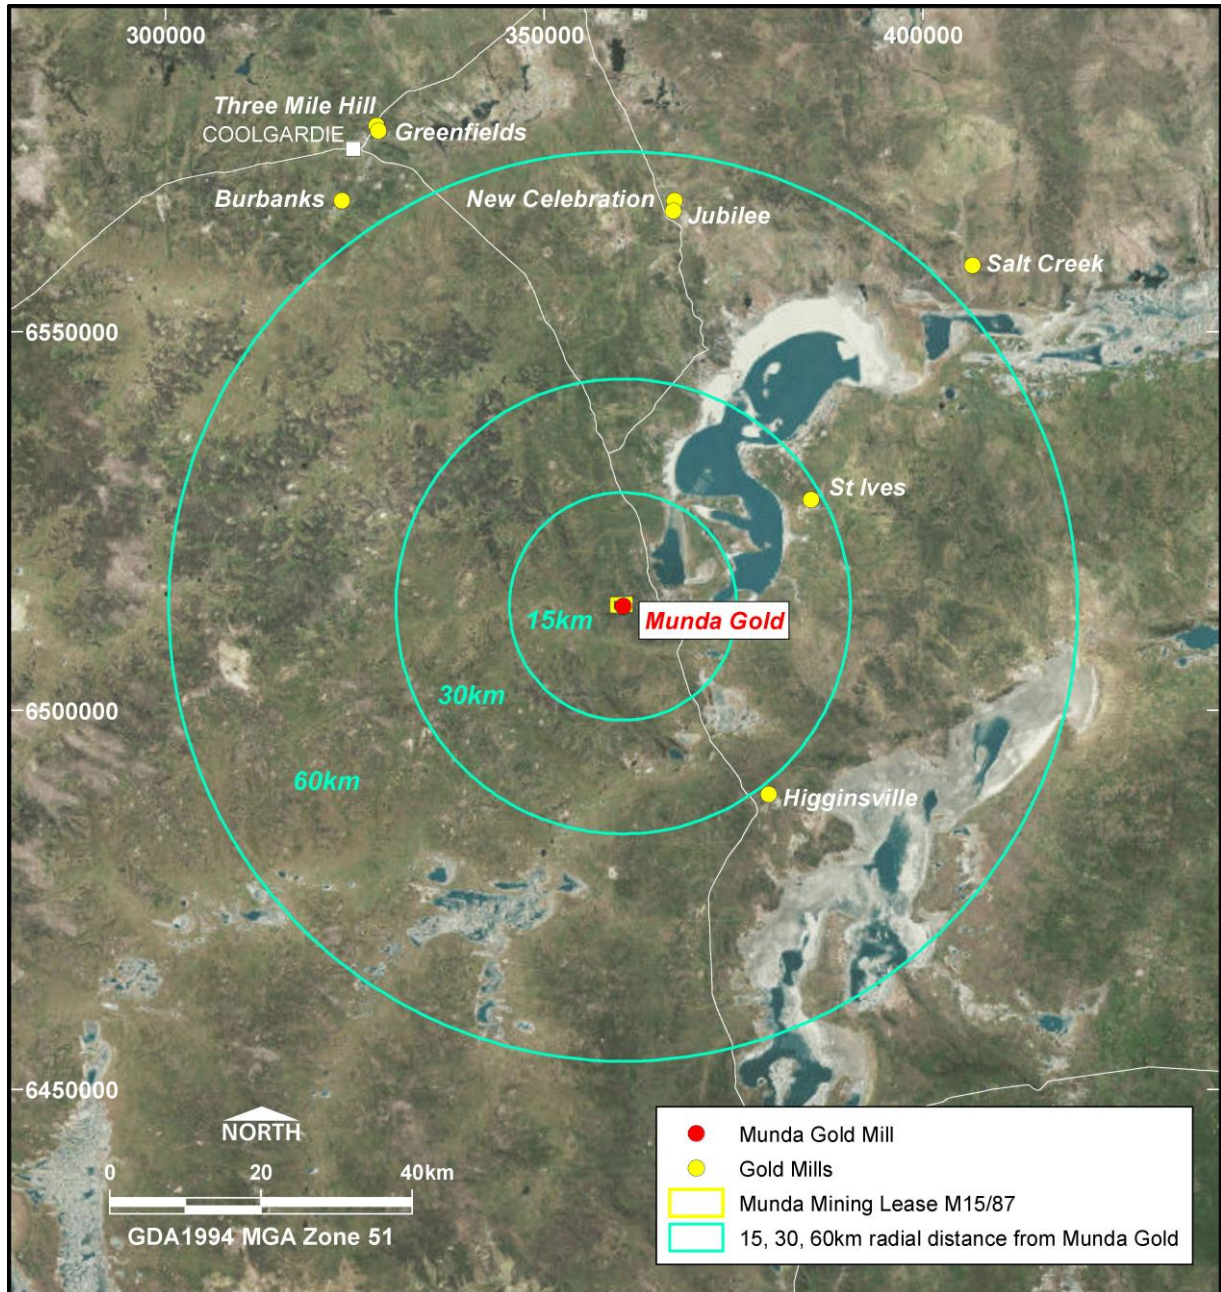 300000
350000
400000
Three Mile Hill
COOLGARDIE
Greenfields
Burbanks
New Celebration
Jubilee
Salt Creek
6550000
St Ives
15km
Munda Gold
30km
6500000
60km
Higginsville
6450000
NORTH
0 20 40km
GDA1994 MGA Zone 51
Munda Gold Mill
Gold Mills
Munda Mining Lease M15/87
15, 30, 60km radial distance from Munda Gold